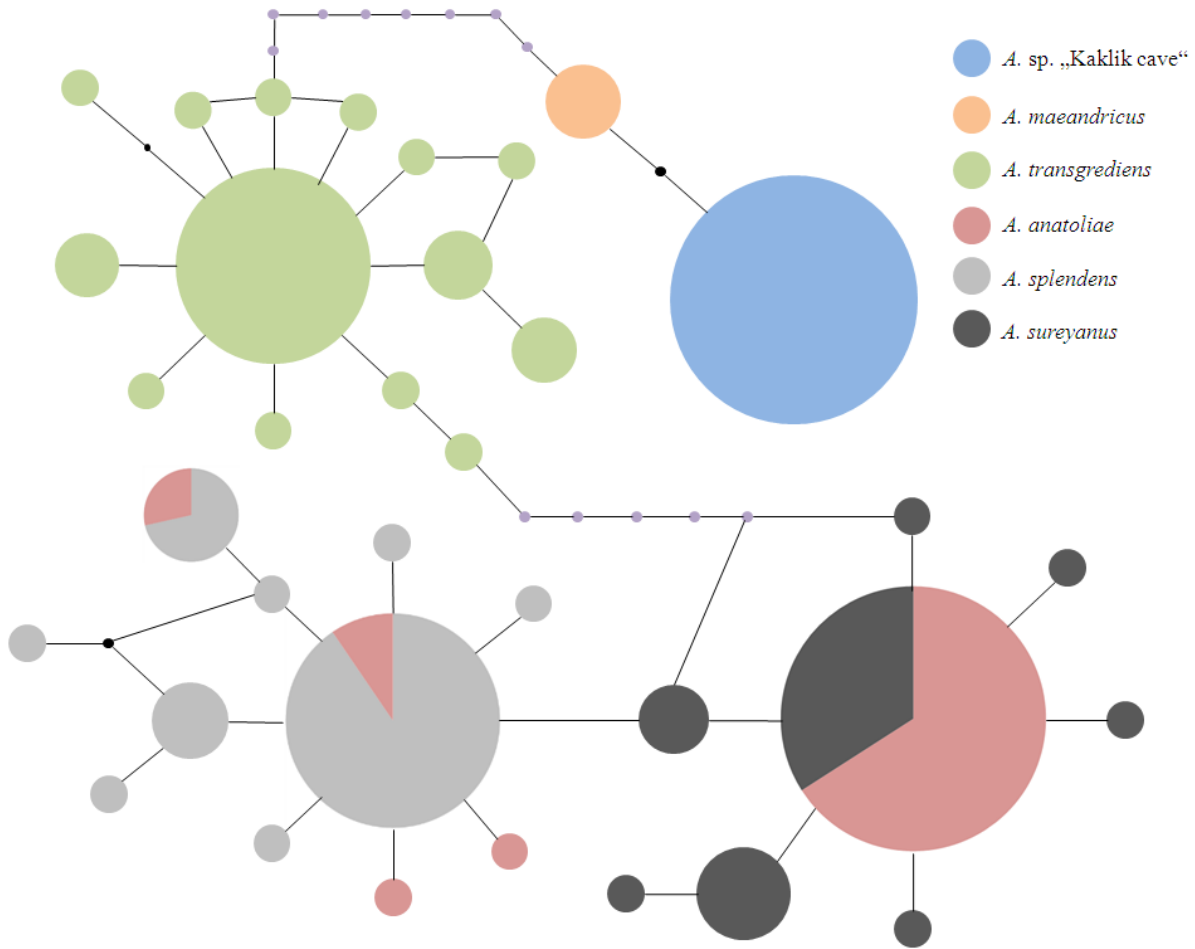 A. sp. „Kaklik cave“
A. maeandricus
A. transgrediens
A. anatoliae
A. splendens
A. sureyanus